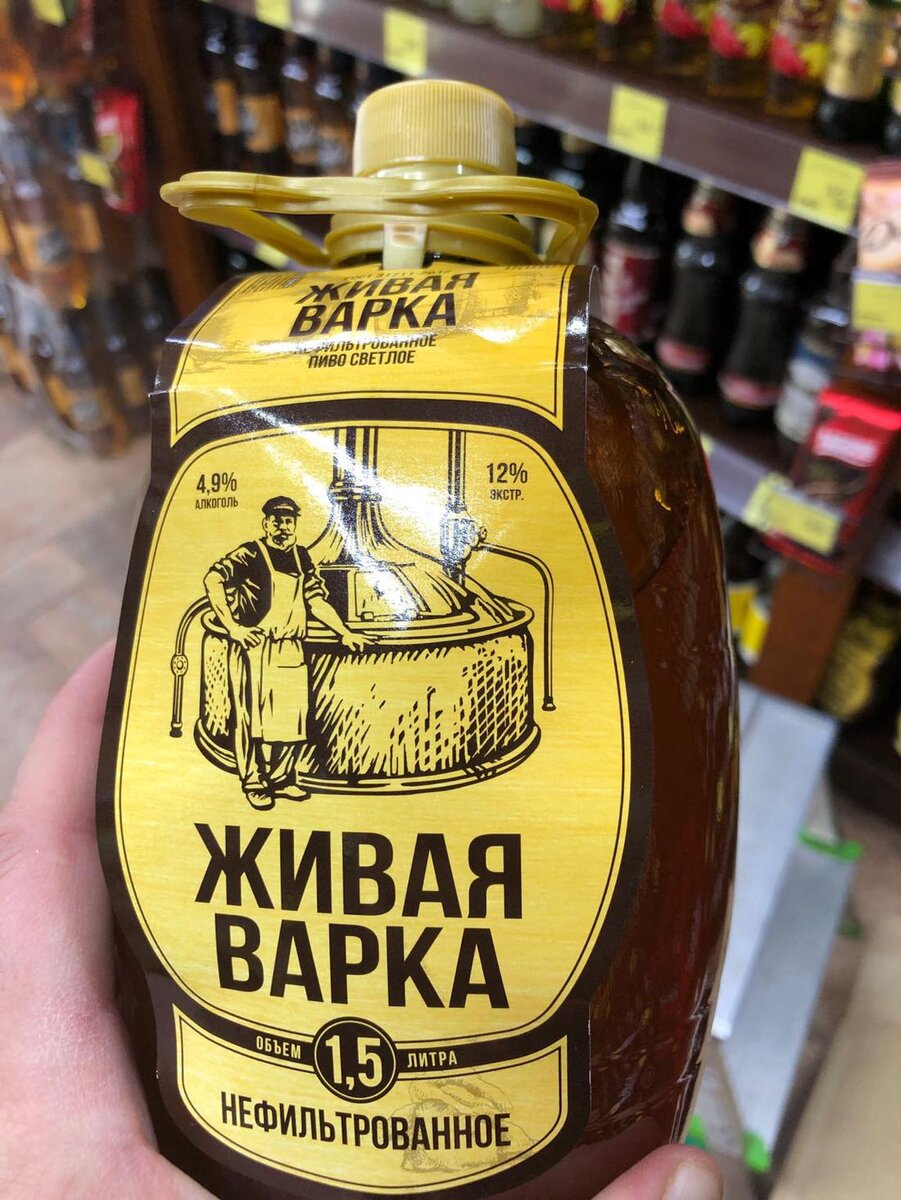 ЖИВАЯ
ВАРКА
НЕФИЛЬТРОВАННОЕ
ПИВО СВЕТЛОЕ
4,9%
АЛКОГОЛЬ
12%
ЭКСТР.
ЖИВАЯ
ВАРКА
ОБЪЕМ 1,5 ЛИТРА
НЕФИЛЬТРОВАННОЕ